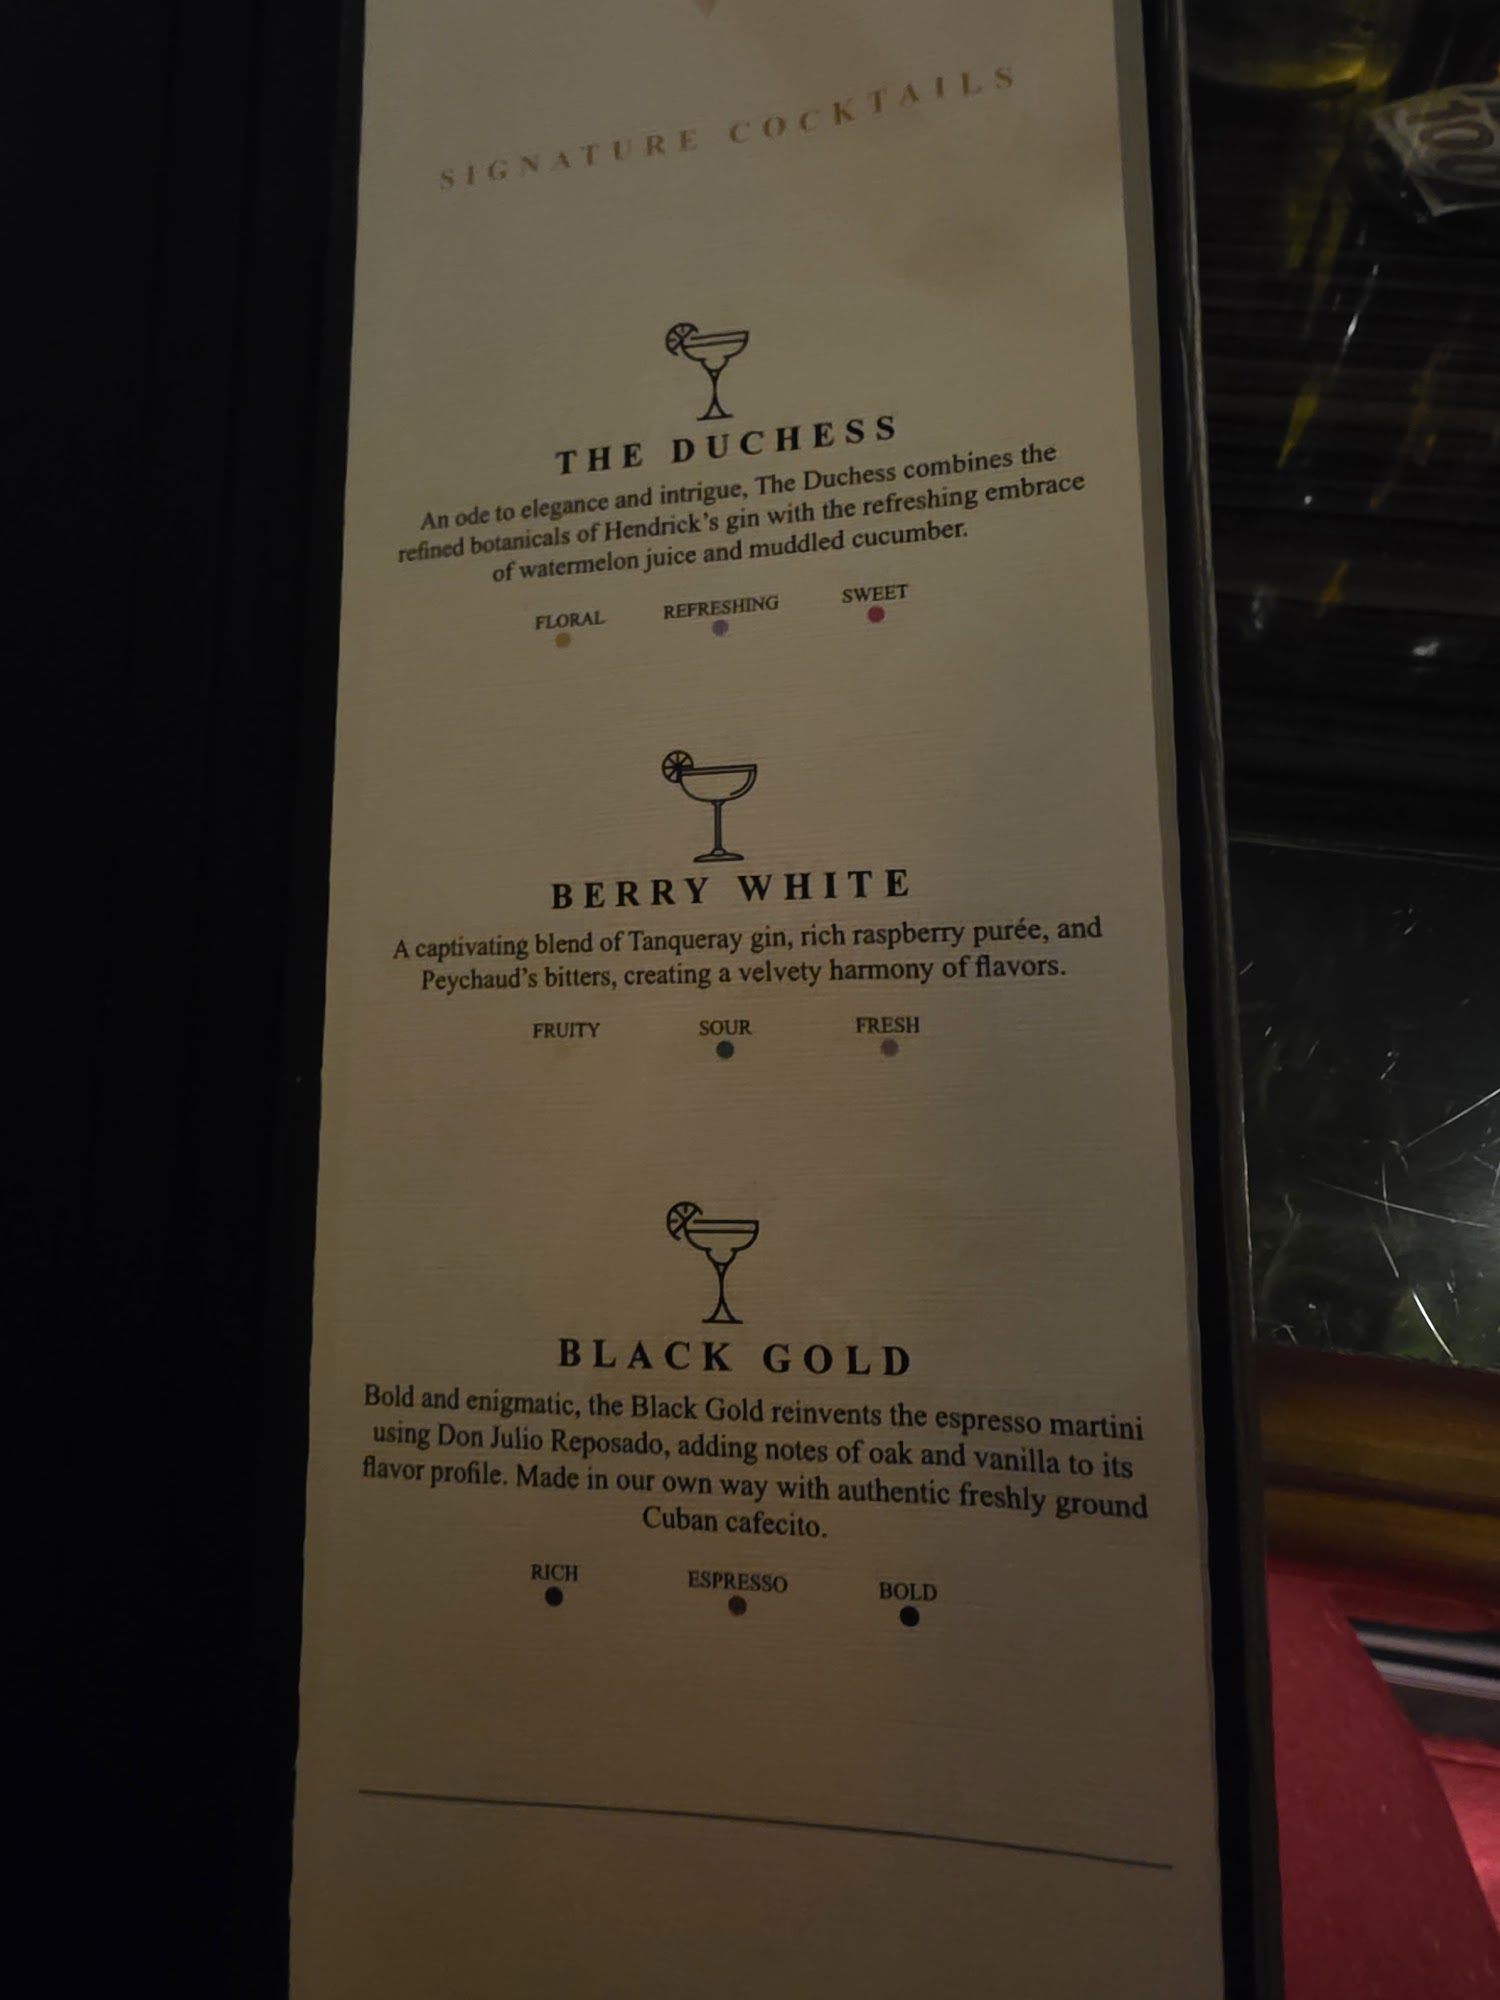 SIGNATURE COCKTAILS
THE DUCHESS
An ode to elegance and intrigue, The Duchess combines the
refined botanicals of Hendrick’s gin with the refreshing embrace
of watermelon juice and muddled cucumber.
FLORAL REFRESHING SWEET
BERRY WHITE
A captivating blend of Tanqueray gin, rich raspberry purée, and
Peychaud’s bitters, creating a velvety harmony of flavors.
FRUITY SOUR FRESH
BLACK GOLD
Bold and enigmatic, the Black Gold reinvents the espresso martini
using Don Julio Reposado, adding notes of oak and vanilla to its
flavor profile. Made in our own way with authentic freshly ground
Cuban cafecito.
RICH ESPRESSO BOLD
100